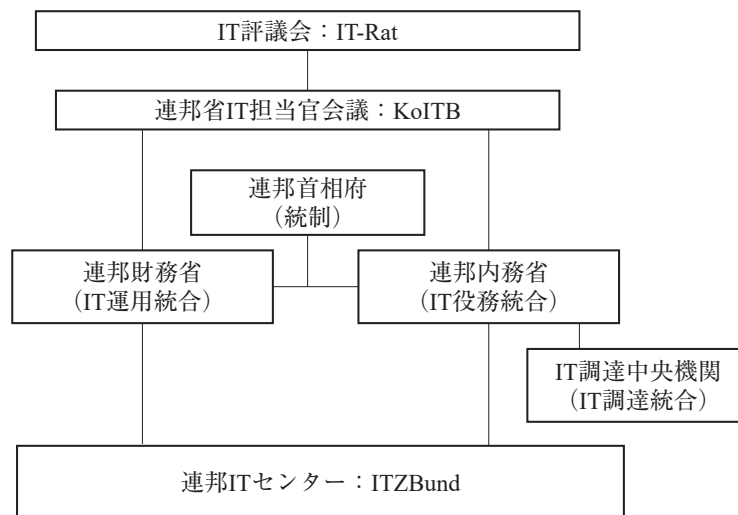 IT評議会：IT-Rat
連邦省IT担当官会議：KoITB
連邦首相府
（統制）
連邦財務省
（IT運用統合）
連邦内務省
（IT役務統合）
IT調達中央機関
（IT調達統合）
連邦ITセンター：ITZBund